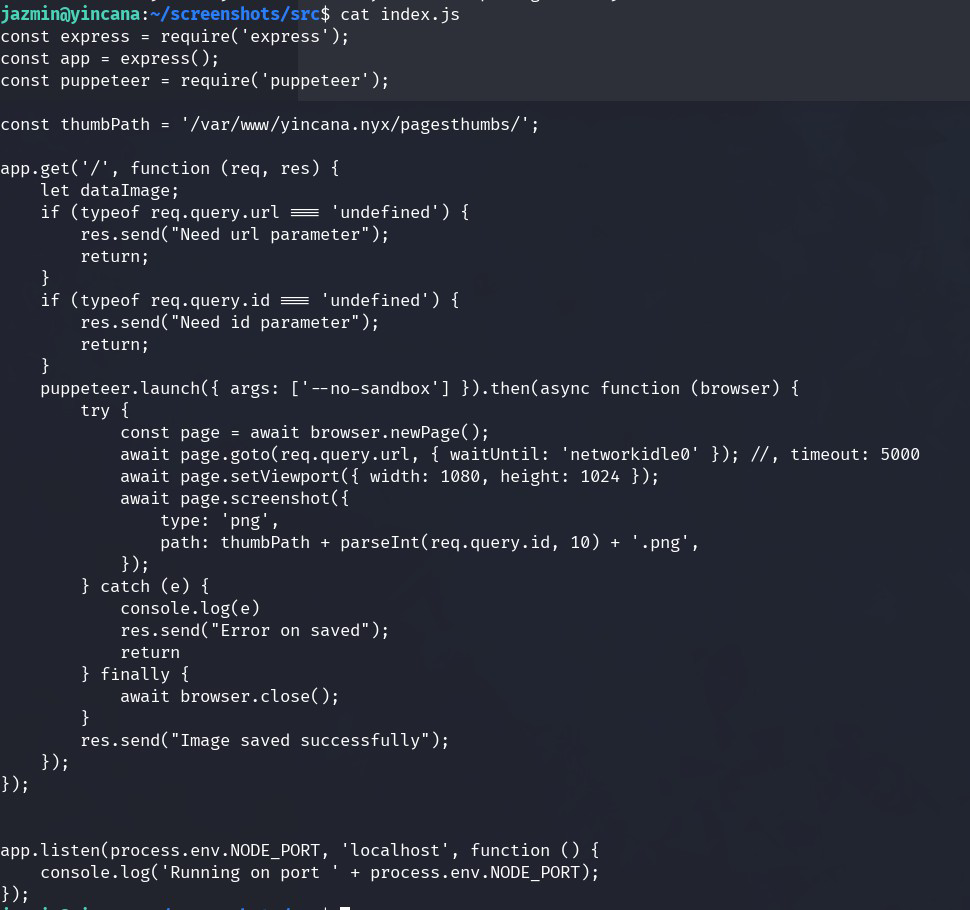 jazmin@yincana:~/screenshots/src$ cat index.js
const express = require('express');
const app = express();
const puppeteer = require('puppeteer');

const thumbPath = '/var/www/yincana.nyx/pagesthumbs/';

app.get('/', function (req, res) {
    let dataImage;
    if (typeof req.query.url === 'undefined') {
        res.send("Need url parameter");
        return;
    }
    if (typeof req.query.id === 'undefined') {
        res.send("Need id parameter");
        return;
    }
    puppeteer.launch({ args: ['--no-sandbox'] }).then(async function (browser) {
        try {
            const page = await browser.newPage();
            await page.goto(req.query.url, { waitUntil: 'networkidle0' }); //, timeout: 5000
            await page.setViewport({ width: 1080, height: 1024 });
            await page.screenshot({
                type: 'png',
                path: thumbPath + parseInt(req.query.id, 10) + '.png',
            });
        } catch (e) {
            console.log(e)
            res.send("Error on saved");
            return
        } finally {
            await browser.close();
        }
        res.send("Image saved successfully");
    });
});


app.listen(process.env.NODE_PORT, 'localhost', function () {
    console.log('Running on port ' + process.env.NODE_PORT);
});